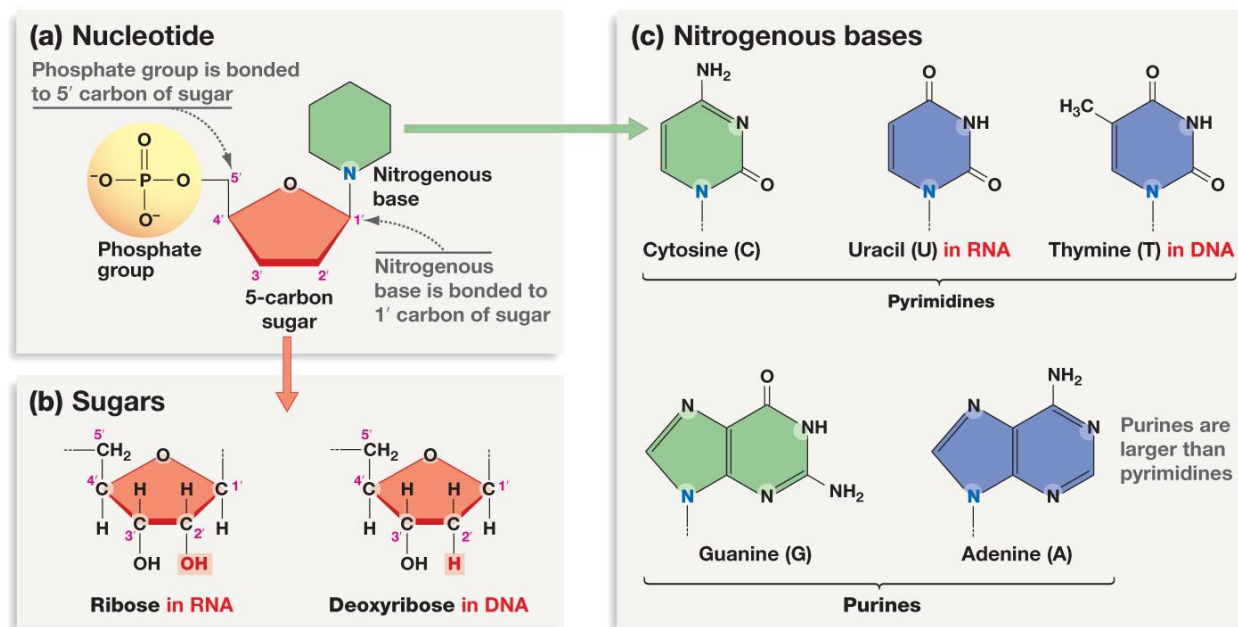 (a) Nucleotide
Phosphate group is bonded
to 5′ carbon of sugar
O
⁻O P O
O⁻
5′
4′
O
1′
3′
2′
N
Nitrogenous
base
Phosphate
group
5-carbon
sugar
Nitrogenous
base is bonded to
1′ carbon of sugar
(b) Sugars
5′
CH₂
O
4′
C
H
H
C
1′
H
3′
C
C
2′
H
OH
OH
Ribose in RNA
5′
CH₂
O
4′
C
H
H
C
1′
H
3′
C
C
2′
H
OH
H
Deoxyribose in DNA
(c) Nitrogenous bases
NH₂
N
N
O
Cytosine (C)
O
NH
N
O
Uracil (U) in RNA
O
H₃C
NH
N
O
Thymine (T) in DNA
Pyrimidines
O
N
NH
N
N
NH₂
Guanine (G)
NH₂
N
N
N
N
Adenine (A)
Purines are
larger than
pyrimidines
Purines